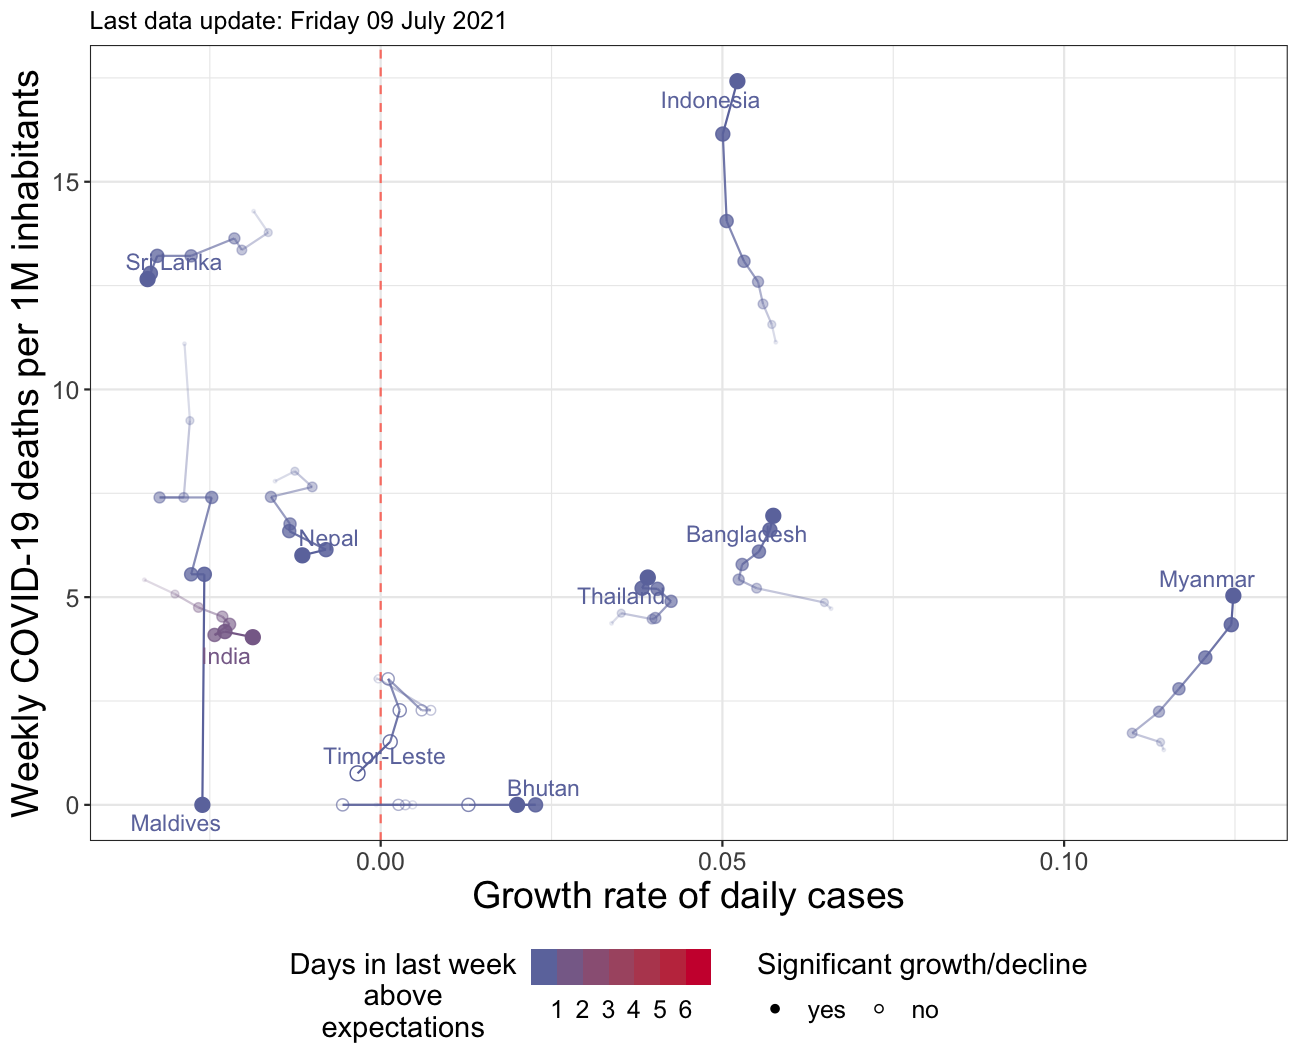 Last data update: Friday 09 July 2021
Weekly COVID-19 deaths per 1M inhabitants
15
10
5
0
Indonesia
Sri Lanka
Nepal
Bangladesh
Myanmar
Thailand
India
Timor-Leste
Bhutan
Maldives
0.00 0.05 0.10
Growth rate of daily cases
Days in last week
above
expectations
1 2 3 4 5 6
Significant growth/decline
yes no